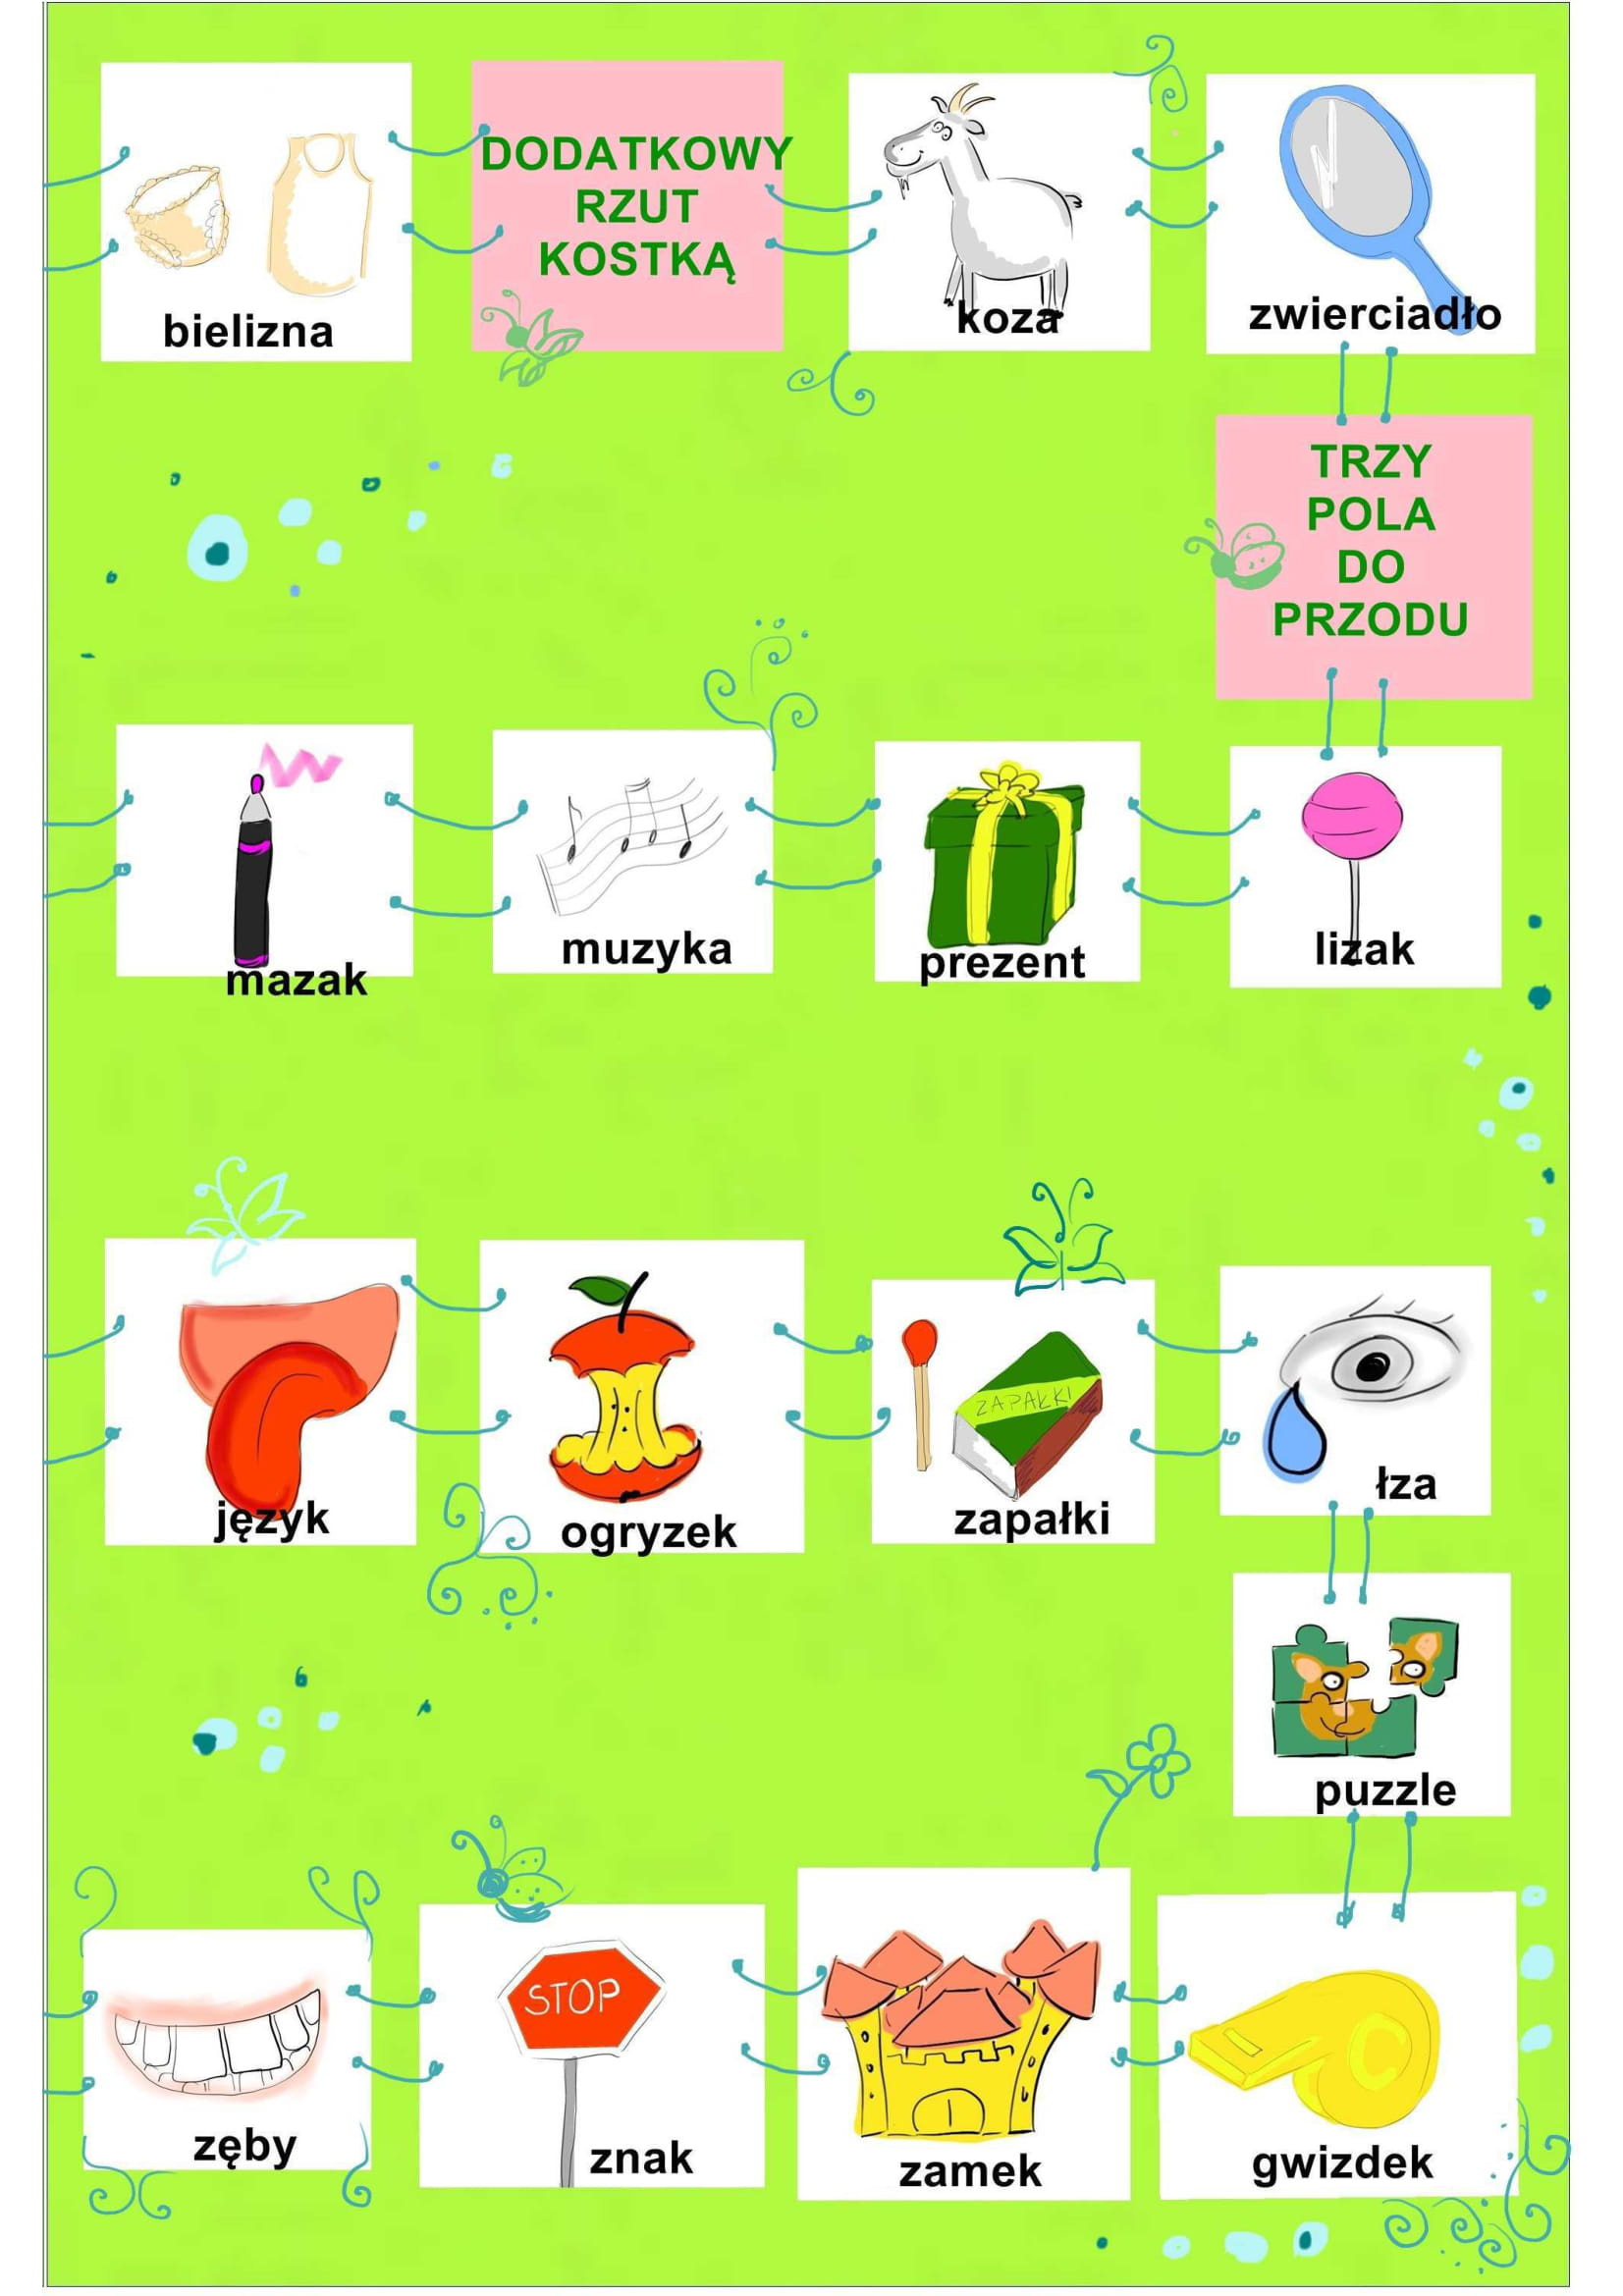 bielizna
DODATKOWY
RZUT
KOSTKĄ
koza
zwierciadło
TRZY
POLA
DO
PRZODU
mazak
muzyka
prezent
lizak
język
ogryzek
ZAPAŁKI
zapałki
łza
puzzle
zęby
STOP
znak
zamek
gwizdek